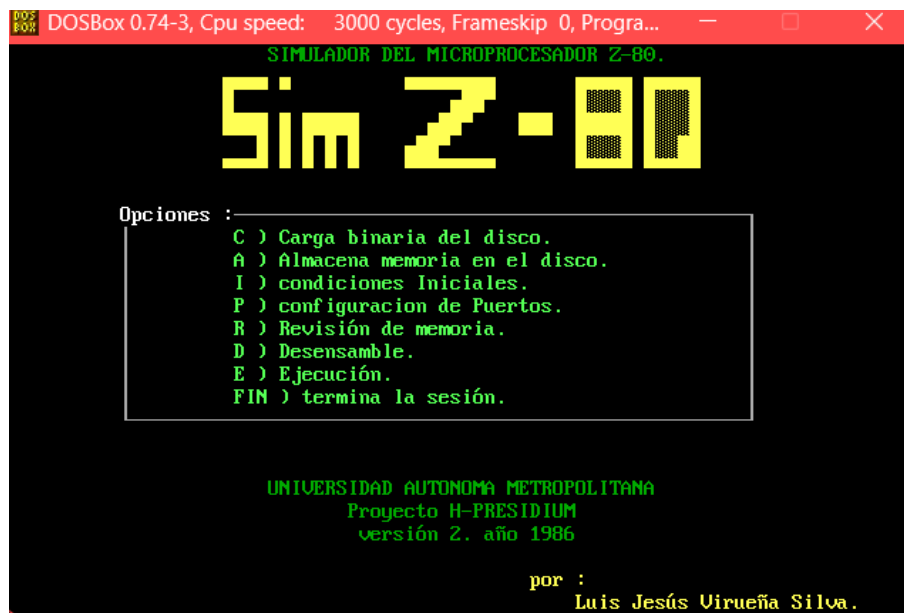 DOS BOX DOSBox 0.74-3, Cpu speed: 3000 cycles, Frameskip 0, Progra...
SIMULADOR DEL MICROPROCESADOR Z-80.
Sim Z-80
Opciones :
C ) Carga binaria del disco.
A ) Almacena memoria en el disco.
I ) condiciones Iniciales.
P ) configuracion de Puertos.
R ) Revisión de memoria.
D ) Desensamble.
E ) Ejecución.
FIN ) termina la sesión.
UNIVERSIDAD AUTONOMA METROPOLITANA
Proyecto H-PRESIDIUM
versión 2. año 1986
por :
Luis Jesús Virueña Silva.